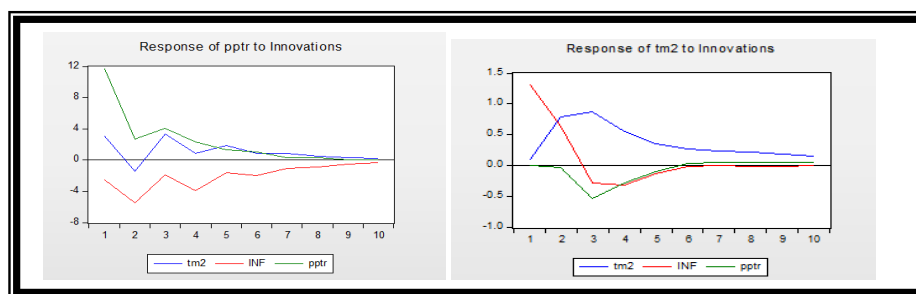 Response of pptr to Innovations
12
8
4
0
-4
-8
1 2 3 4 5 6 7 8 9 10
tm2 INF pptr
Response of tm2 to Innovations
1.5
1.0
0.5
0.0
-0.5
-1.0
1 2 3 4 5 6 7 8 9 10
tm2 INF pptr